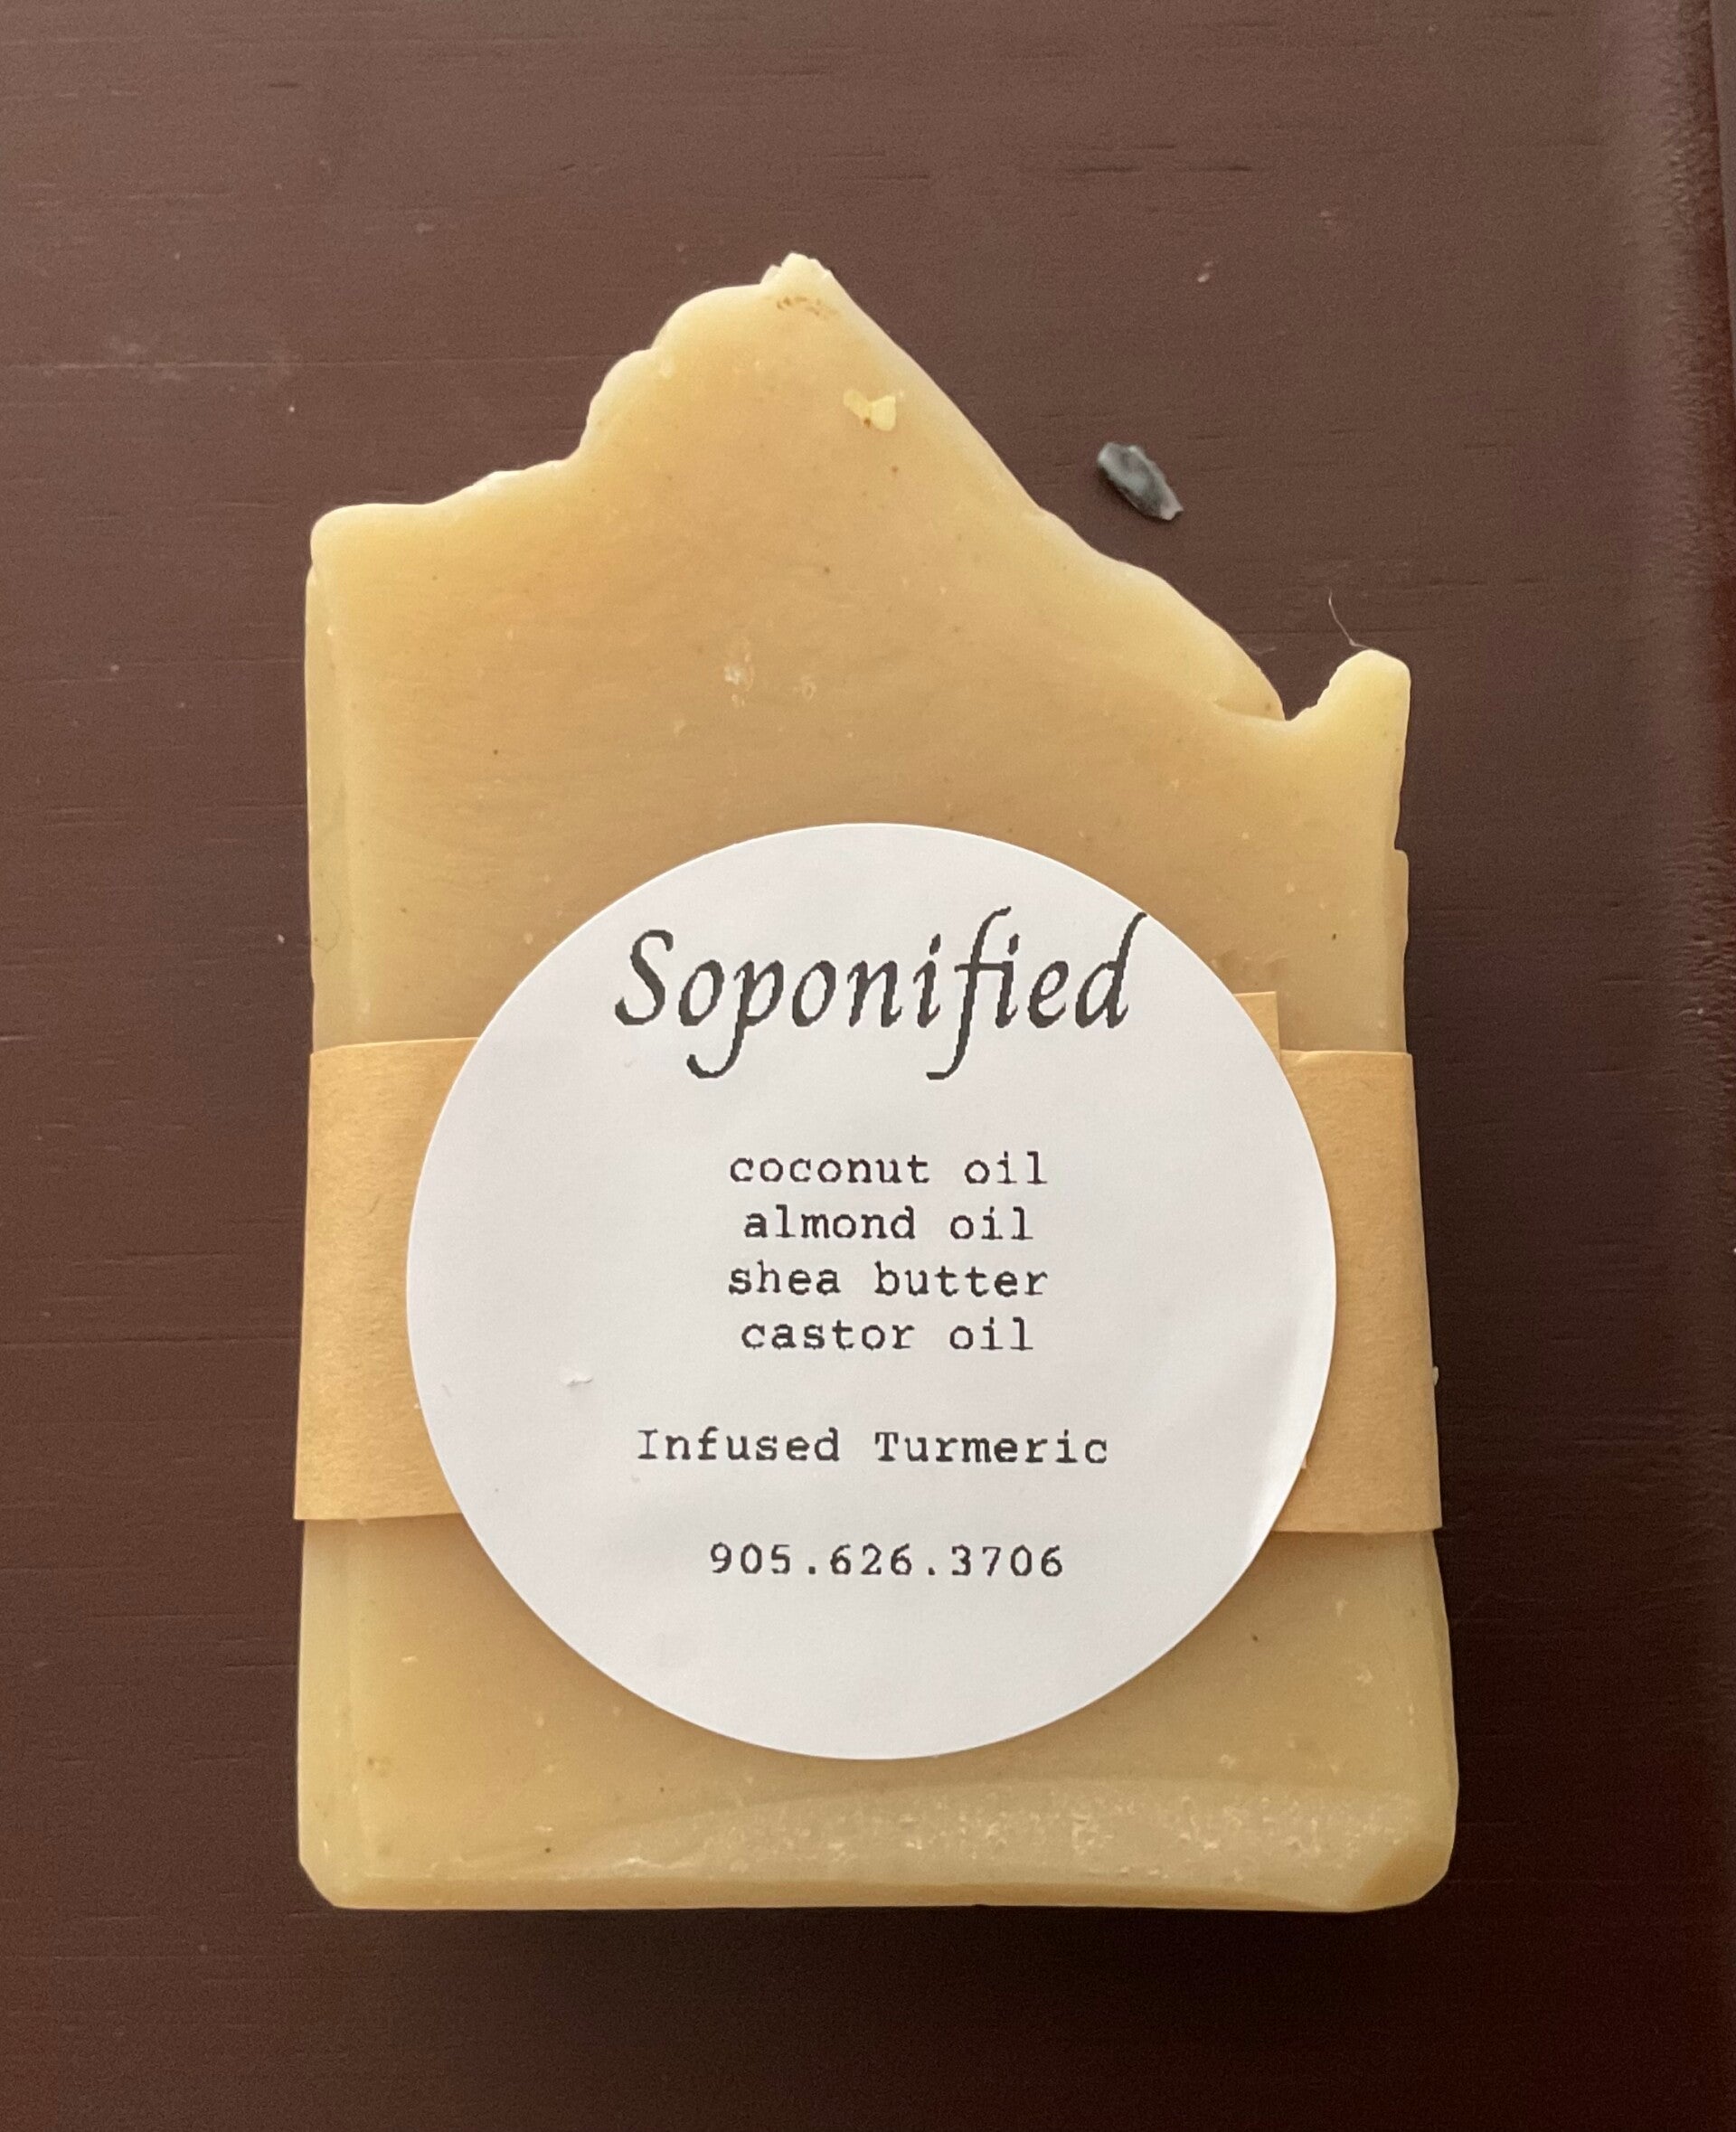 Soponified
coconut oil
almond oil
shea butter
castor oil
Infused Turmeric
905.626.3706